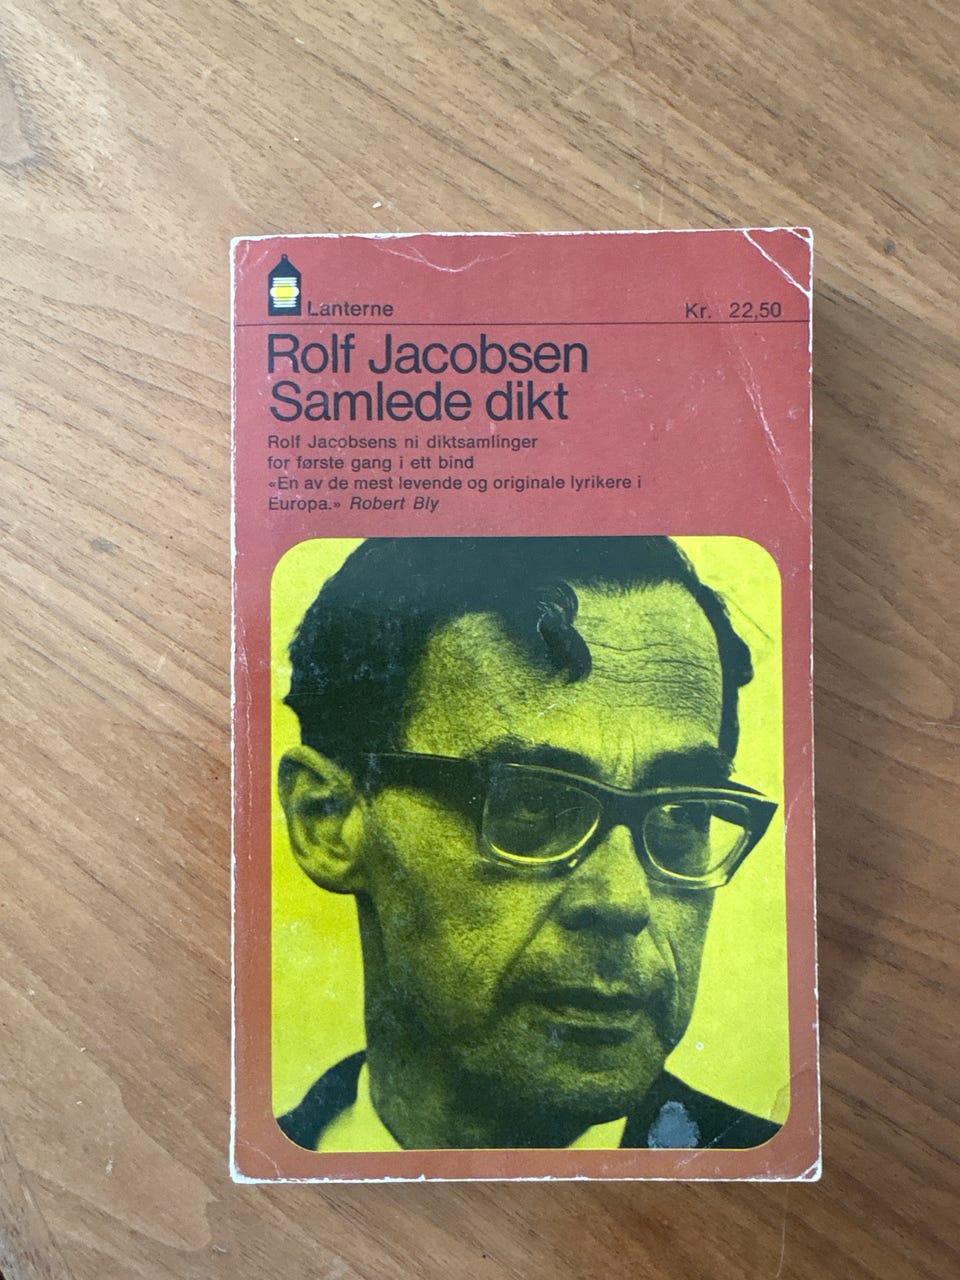 Lanterne Kr. 22,50
Rolf Jacobsen
Samlede dikt
Rolf Jacobsens ni diktsamlinger
for første gang i ett bind
«En av de mest levende og originale lyrikere i
Europa.» Robert Bly